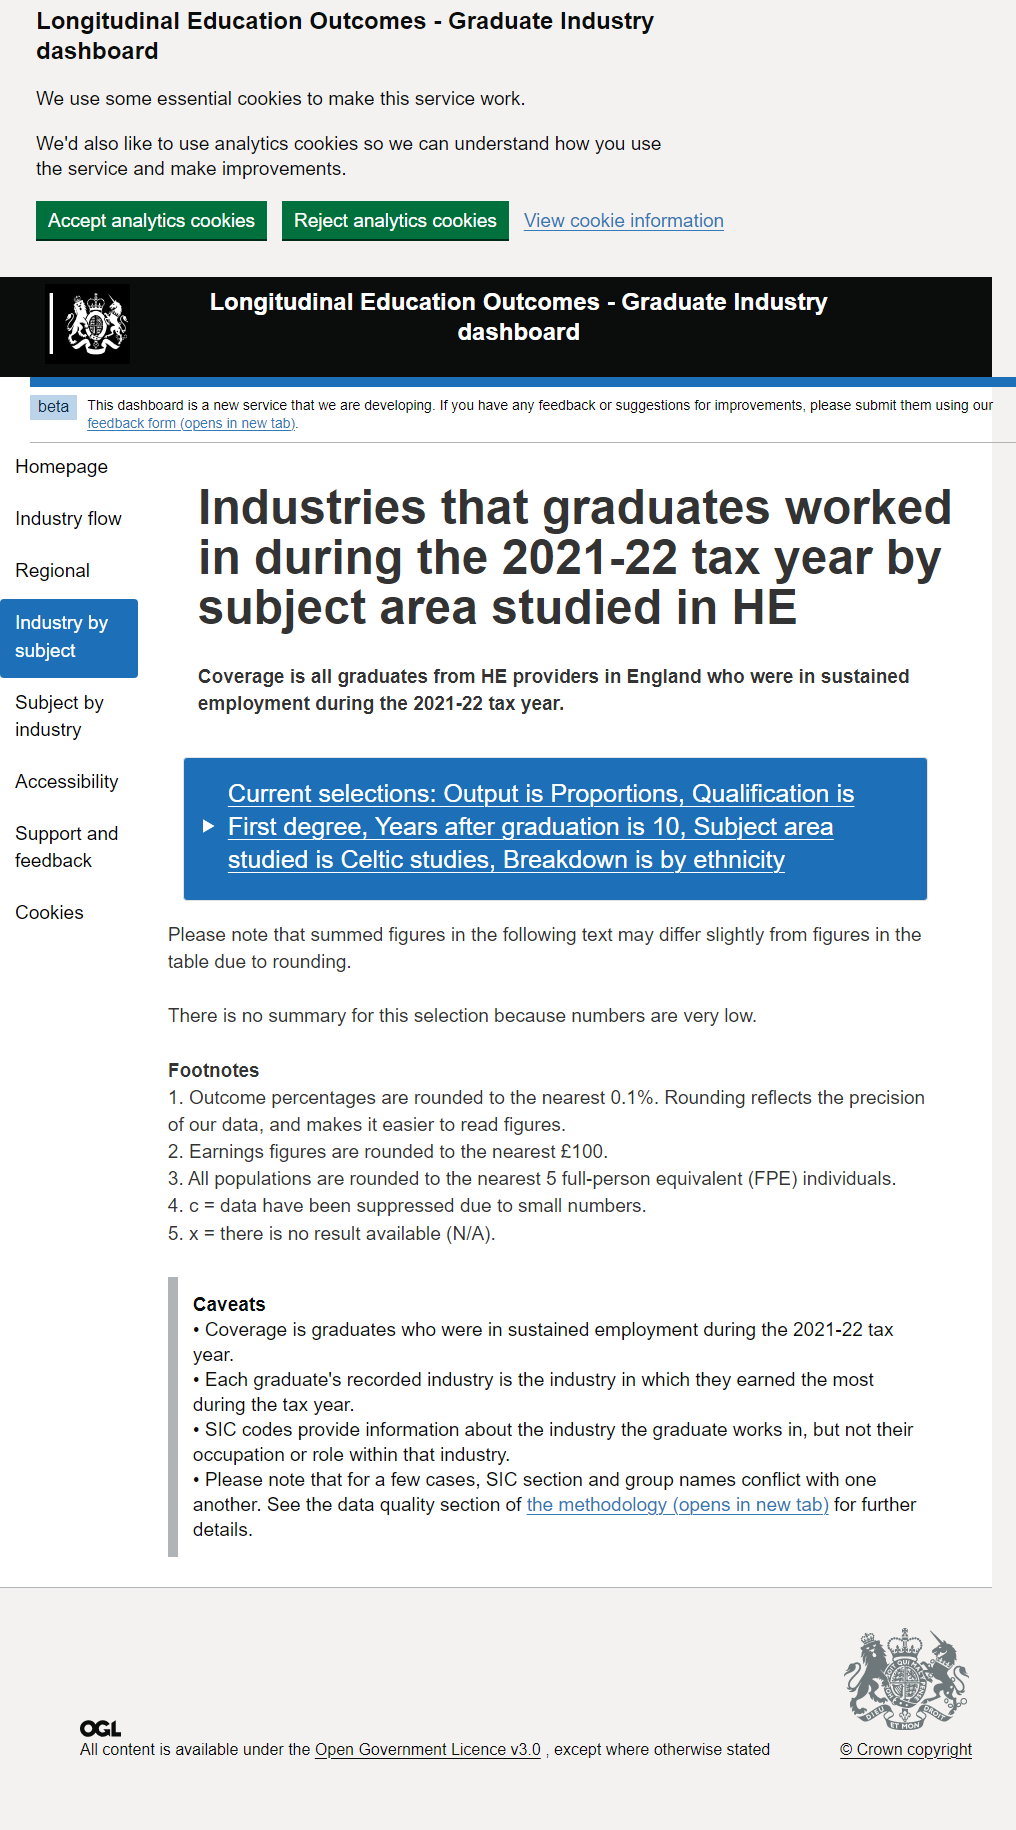 Longitudinal Education Outcomes - Graduate Industry
dashboard
We use some essential cookies to make this service work.
We'd also like to use analytics cookies so we can understand how you use
the service and make improvements.
Accept analytics cookies
Reject analytics cookies
View cookie information
Longitudinal Education Outcomes - Graduate Industry
dashboard
beta
This dashboard is a new service that we are developing. If you have any feedback or suggestions for improvements, please submit them using our
feedback form (opens in new tab).
Homepage
Industry flow
Regional
Industry by
subject
Subject by
industry
Accessibility
Support and
feedback
Cookies
Industries that graduates worked
in during the 2021-22 tax year by
subject area studied in HE
Coverage is all graduates from HE providers in England who were in sustained
employment during the 2021-22 tax year.
Current selections: Output is Proportions, Qualification is
First degree, Years after graduation is 10, Subject area
studied is Celtic studies, Breakdown is by ethnicity
Please note that summed figures in the following text may differ slightly from figures in the
table due to rounding.
There is no summary for this selection because numbers are very low.
Footnotes
1. Outcome percentages are rounded to the nearest 0.1%. Rounding reflects the precision
of our data, and makes it easier to read figures.
2. Earnings figures are rounded to the nearest £100.
3. All populations are rounded to the nearest 5 full-person equivalent (FPE) individuals.
4. c = data have been suppressed due to small numbers.
5. x = there is no result available (N/A).
Caveats
• Coverage is graduates who were in sustained employment during the 2021-22 tax
year.
• Each graduate's recorded industry is the industry in which they earned the most
during the tax year.
• SIC codes provide information about the industry the graduate works in, but not their
occupation or role within that industry.
• Please note that for a few cases, SIC section and group names conflict with one
another. See the data quality section of the methodology (opens in new tab) for further
details.
DIEU ET MON DROIT
OGL
All content is available under the Open Government Licence v3.0 , except where otherwise stated
© Crown copyright